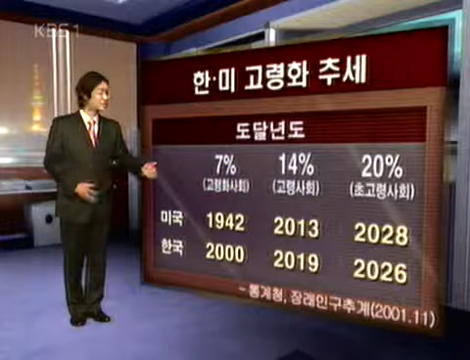 KBS1
한·미 고령화 추세
도달년도
7% 14% 20%
(고령화사회) (고령사회) (초고령사회)
미국 1942 2013 2028
한국 2000 2019 2026
- 통계청, 장래인구추계(2001.11)